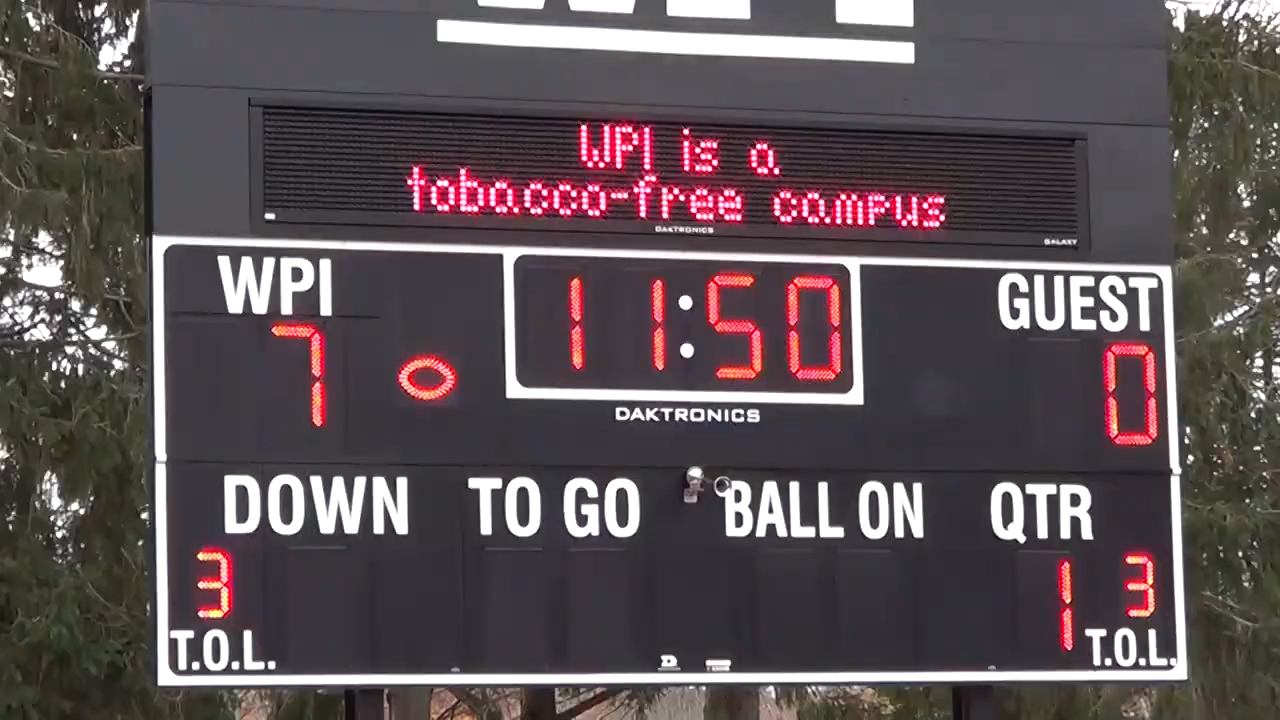 WPI
WPI is a
tobacco-free campus
DAKTRONICS
GALAXY
WPI 11:50 GUEST
7 0
DAKTRONICS
DOWN TO GO BALL ON QTR
3 1 3
T.O.L. T.O.L.